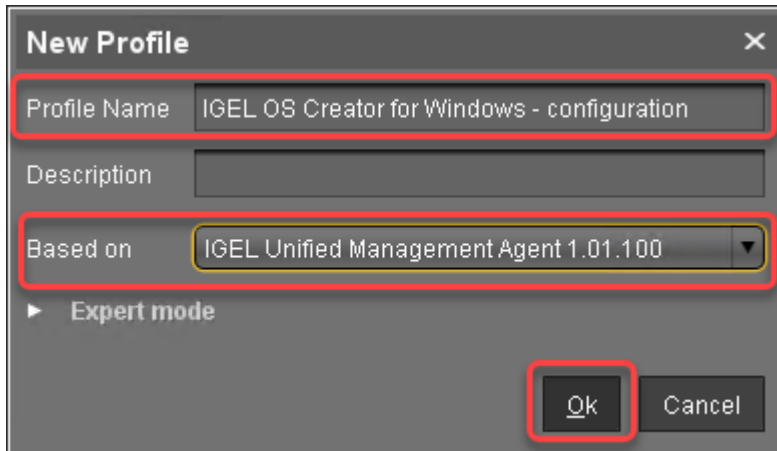 New Profile
Profile Name IGEL OS Creator for Windows - configuration
Description
Based on IGEL Unified Management Agent 1.01.100
Expert mode
Ok Cancel